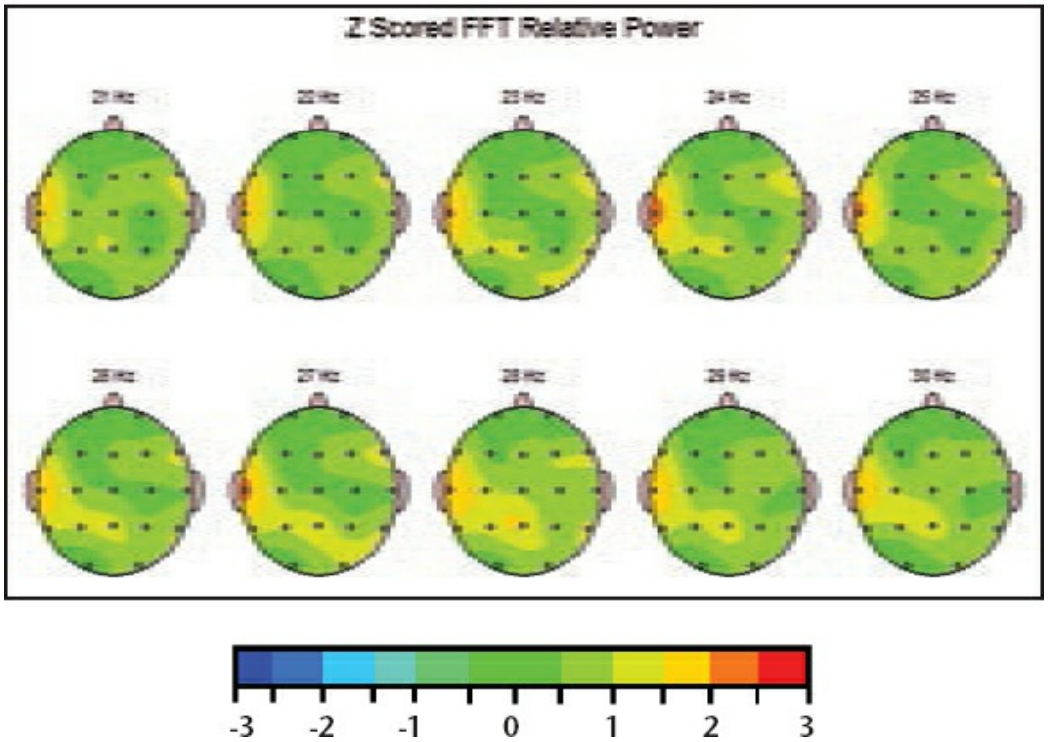 Z Scored FFT Relative Power
21 Hz 22 Hz 23 Hz 24 Hz 25 Hz
26 Hz 27 Hz 28 Hz 29 Hz 30 Hz
-3 -2 -1 0 1 2 3